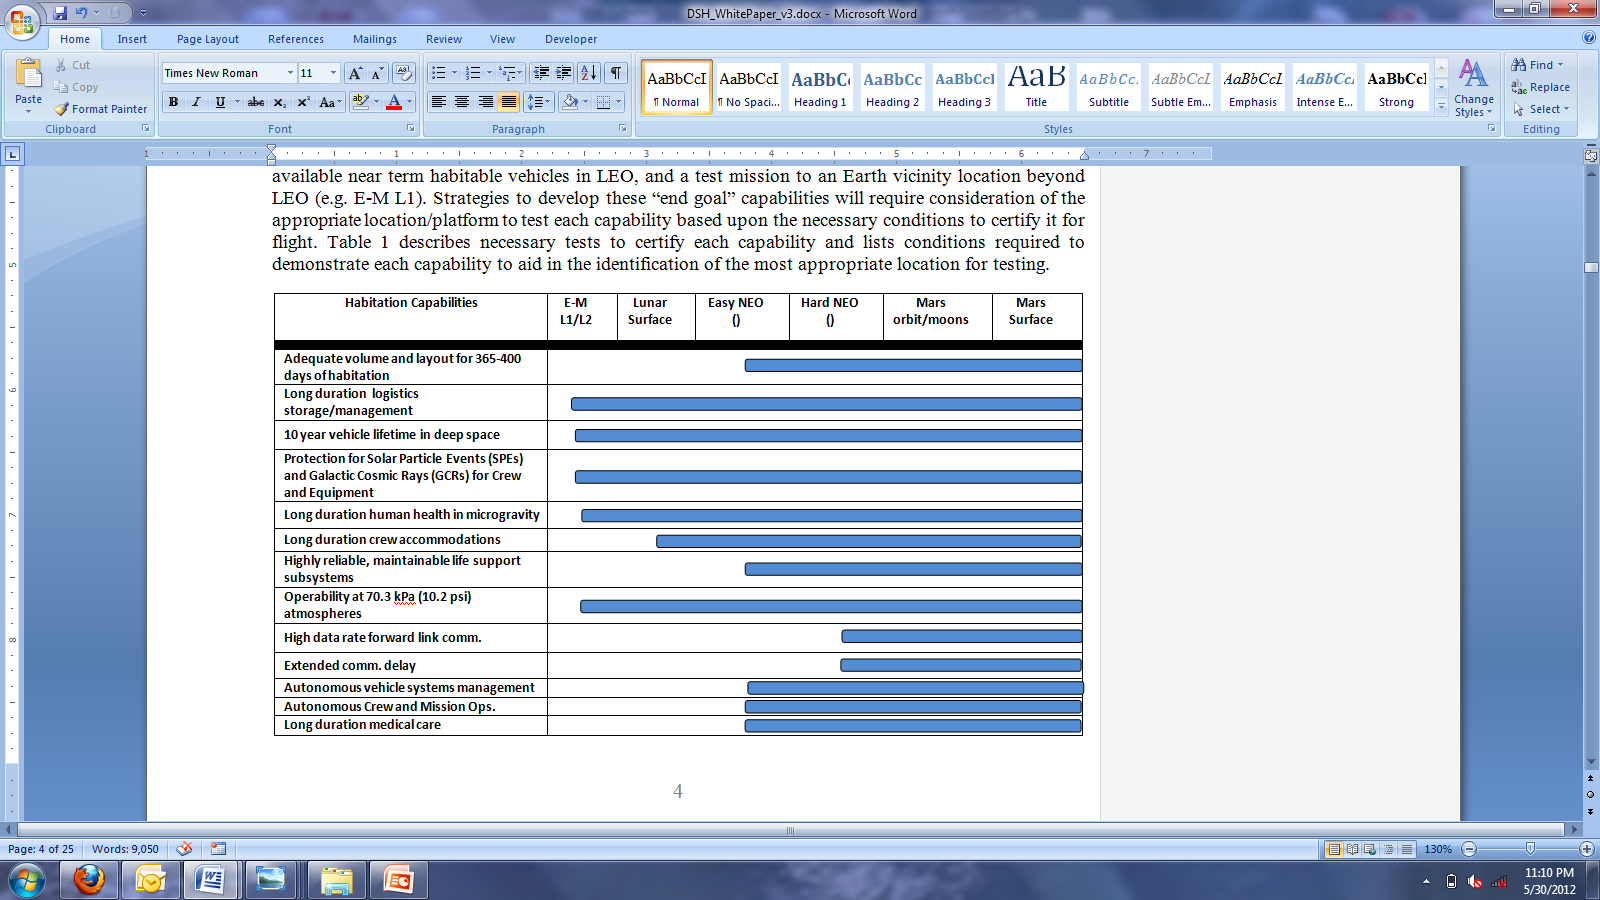 DSH_WhitePaper_v3.docx - Microsoft Word
Home Insert Page Layout References Mailings Review View Developer
Paste
Cut
Copy
Format Painter
Clipboard
Times New Roman 11
Font
Paragraph
AaBbCcI AaBbCcI AaBbC AaBbCc AaBbCcI AaB AaBbCc. AaBbCcL AaBbCcL AaBbCcI AaBbCcI
¶ Normal ¶ No Spaci... Heading 1 Heading 2 Heading 3 Title Subtitle Subtle Em... Emphasis Intense E... Strong
Change
Styles
Styles
Find
Replace
Select
Editing
1 1 2 3 4 5 6 7
available near term habitable vehicles in LEO, and a test mission to an Earth vicinity location beyond
LEO (e.g. E-M L1). Strategies to develop these “end goal” capabilities will require consideration of the
appropriate location/platform to test each capability based upon the necessary conditions to certify it for
flight. Table 1 describes necessary tests to certify each capability and lists conditions required to
demonstrate each capability to aid in the identification of the most appropriate location for testing.
Habitation Capabilities E-M Lunar Easy NEO Hard NEO Mars Mars
L1/L2 Surface () () orbit/moons Surface
Adequate volume and layout for 365-400
days of habitation
Long duration logistics
storage/management
10 year vehicle lifetime in deep space
Protection for Solar Particle Events (SPEs)
and Galactic Cosmic Rays (GCRs) for Crew
and Equipment
Long duration human health in microgravity
Long duration crew accommodations
Highly reliable, maintainable life support
subsystems
Operability at 70.3 kPa (10.2 psi)
atmospheres
High data rate forward link comm.
Extended comm. delay
Autonomous vehicle systems management
Autonomous Crew and Mission Ops.
Long duration medical care
4
Page: 4 of 25 Words: 9,050 130%
11:10 PM
5/30/2012